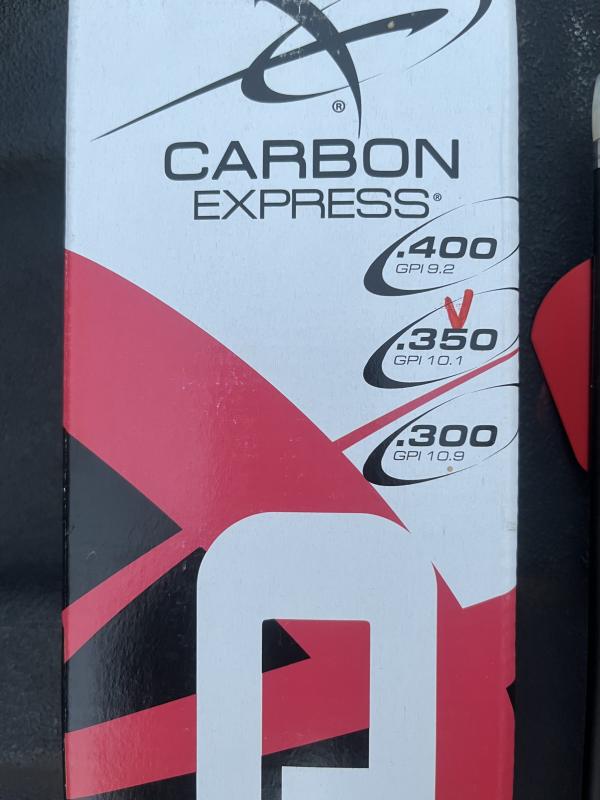 ®
CARBON
EXPRESS®
.400
GPI 9.2
.350
GPI 10.1
.300
GPI 10.9